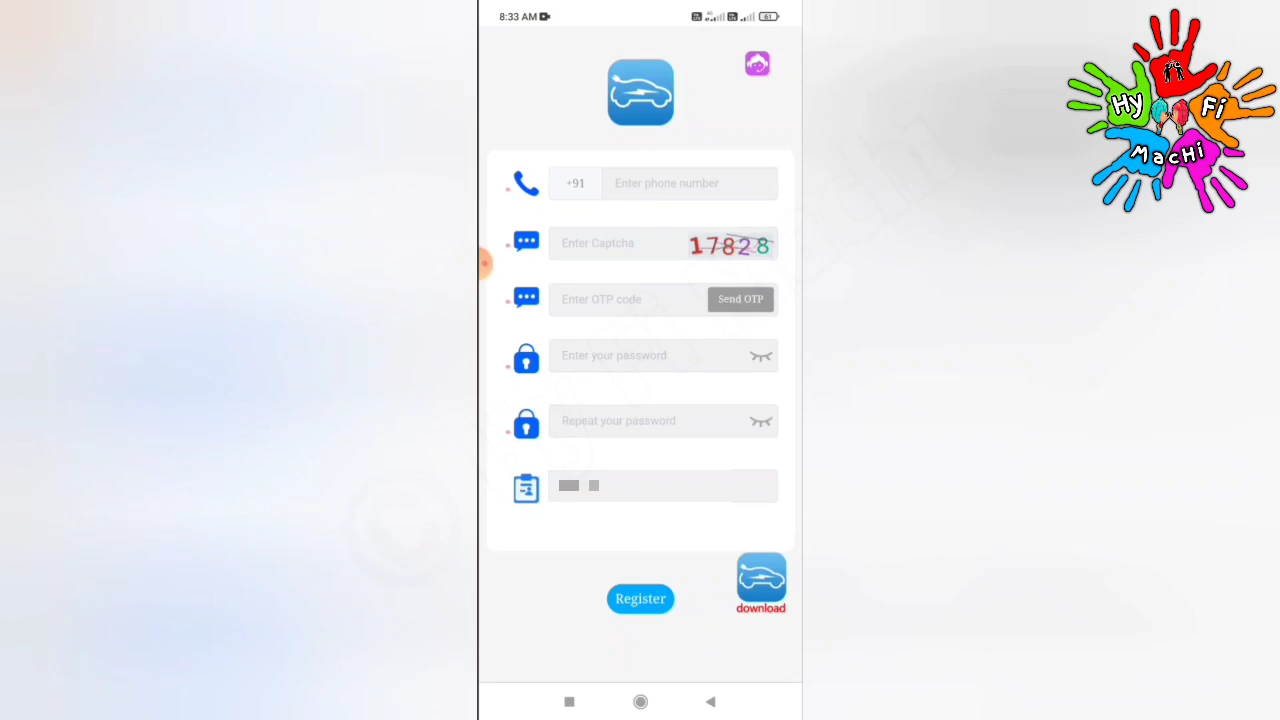 8:33 AM
61
Hy
Fi
MacHi
+91 Enter phone number
Enter Captcha 17828
Enter OTP code Send OTP
Enter your password
Repeat your password
Register
download